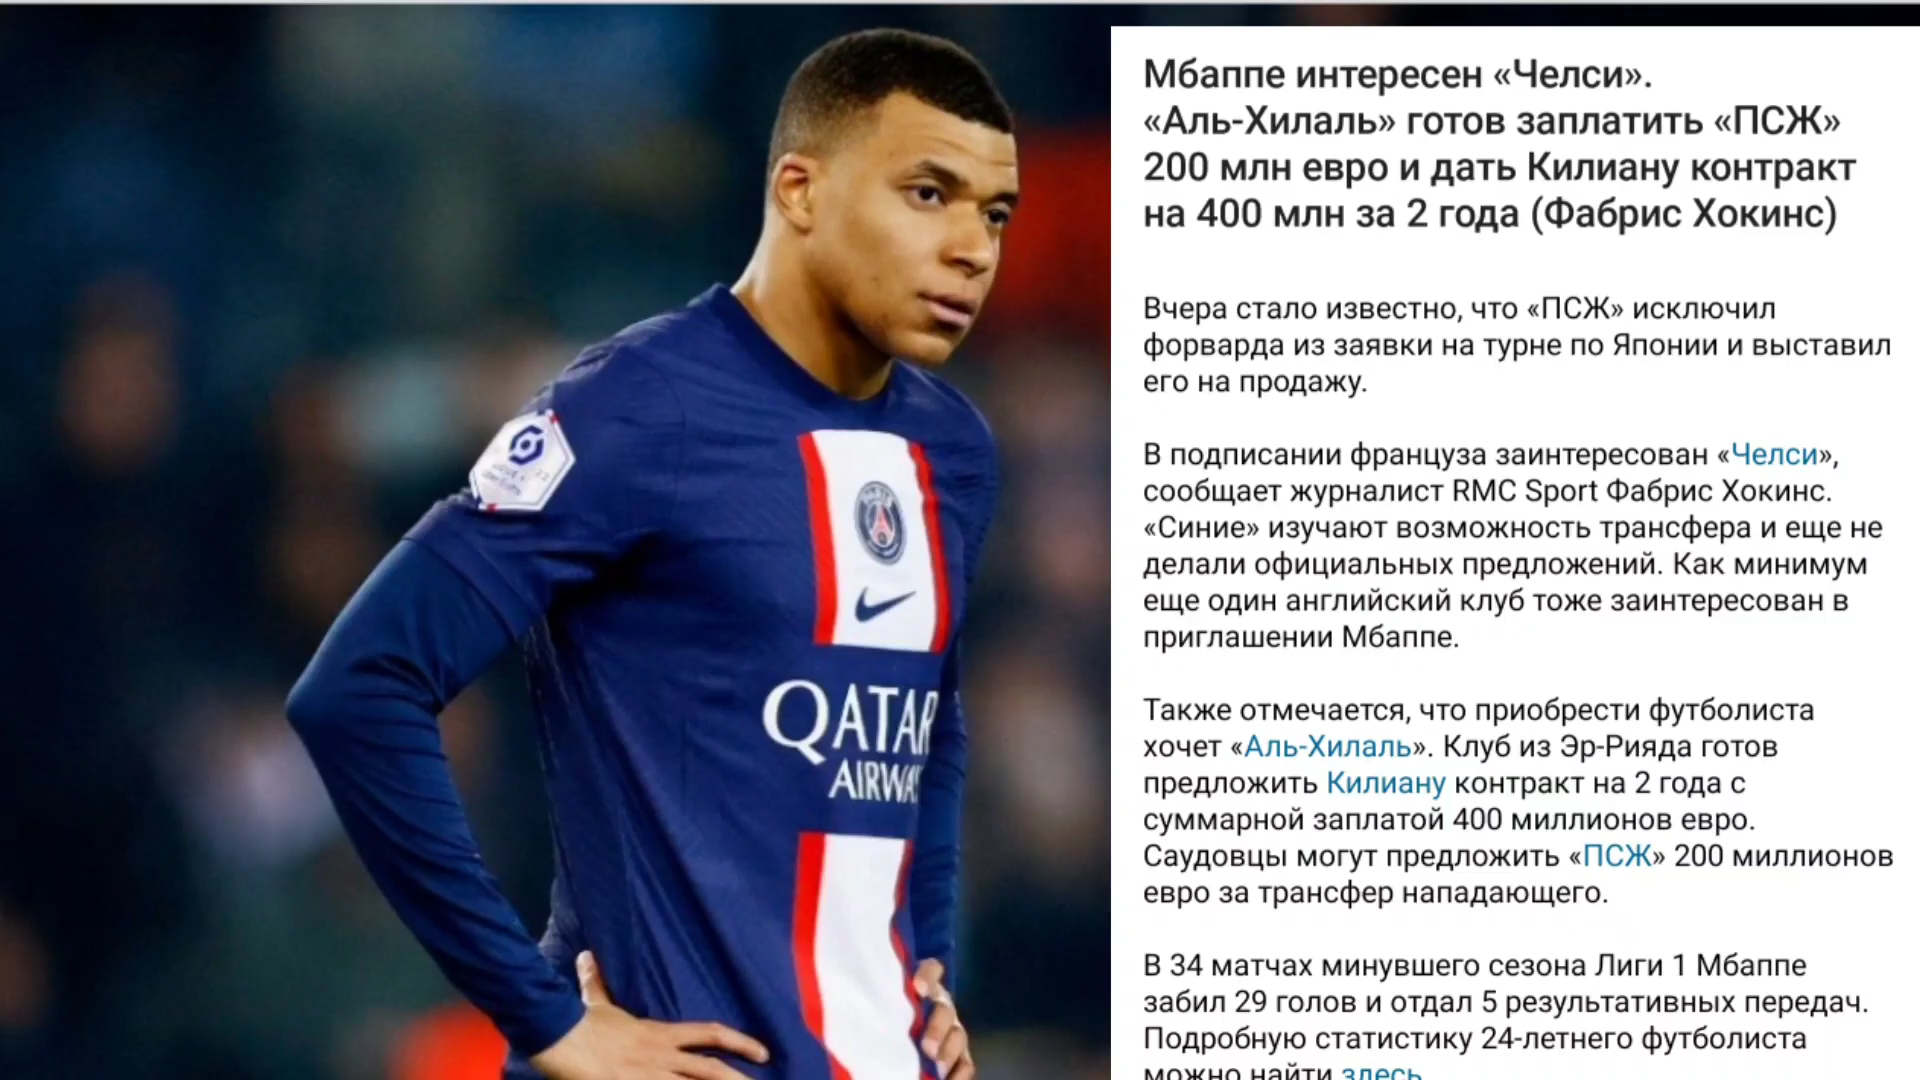 Мбаппе интересен «Челси».
«Аль-Хилаль» готов заплатить «ПСЖ»
200 млн евро и дать Килиану контракт
на 400 млн за 2 года (Фабрис Хокинс)
Вчера стало известно, что «ПСЖ» исключил
форварда из заявки на турне по Японии и выставил
его на продажу.
В подписании француза заинтересован «Челси»,
сообщает журналист RMC Sport Фабрис Хокинс.
«Синие» изучают возможность трансфера и еще не
делали официальных предложений. Как минимум
еще один английский клуб тоже заинтересован в
приглашении Мбаппе.
Также отмечается, что приобрести футболиста
хочет «Аль-Хилаль». Клуб из Эр-Рияда готов
предложить Килиану контракт на 2 года с
суммарной заплатой 400 миллионов евро.
Саудовцы могут предложить «ПСЖ» 200 миллионов
евро за трансфер нападающего.
В 34 матчах минувшего сезона Лиги 1 Мбаппе
забил 29 голов и отдал 5 результативных передач.
Подробную статистику 24-летнего футболиста
можно найти здесь
PARIS
QATAR
AIRWA